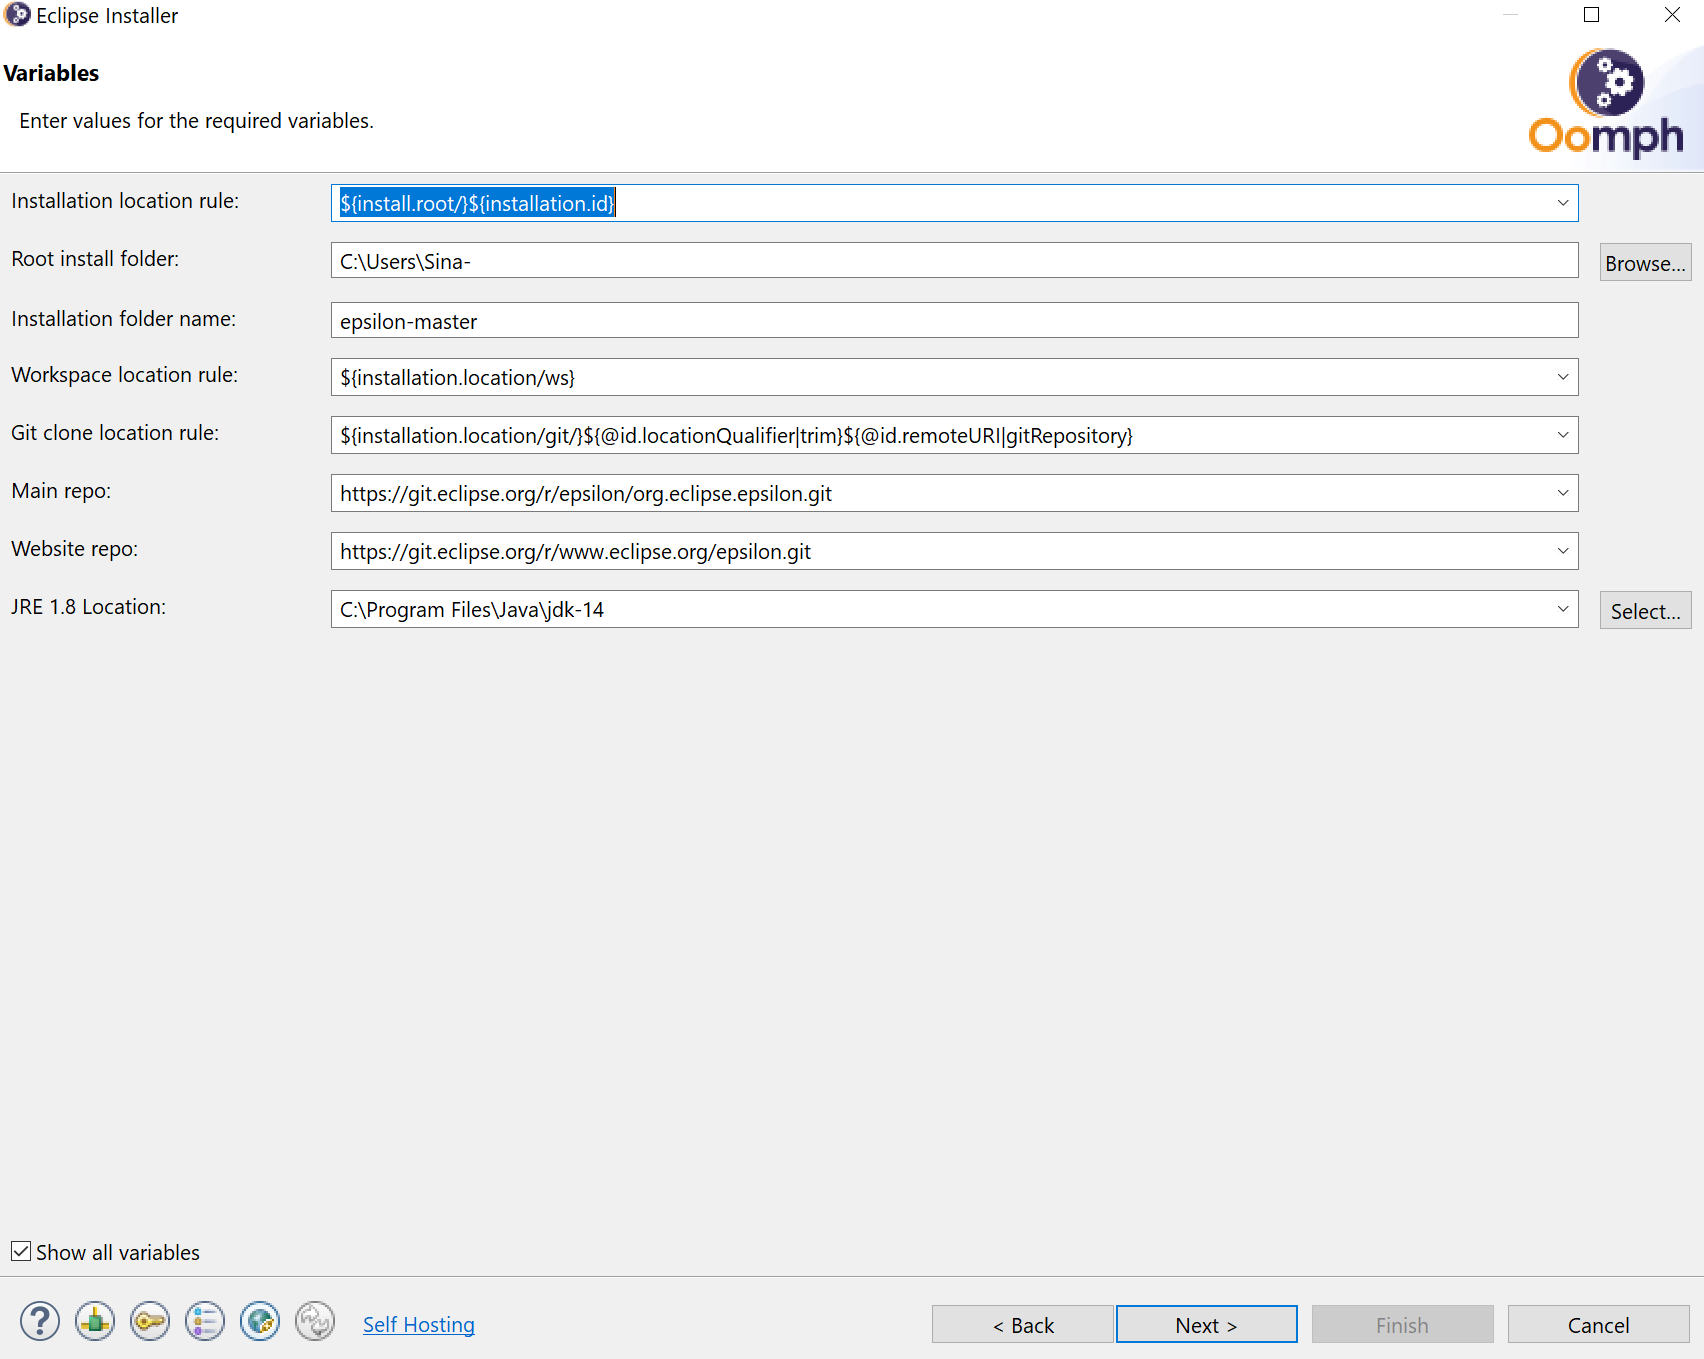 Eclipse Installer
Variables
Enter values for the required variables.
Oomph
Installation location rule: ${install.root/}${installation.id}
Root install folder: C:\Users\Sina- Browse...
Installation folder name: epsilon-master
Workspace location rule: ${installation.location/ws}
Git clone location rule: ${installation.location/git/}${@id.locationQualifier|trim}${@id.remoteURI|gitRepository}
Main repo: https://git.eclipse.org/r/epsilon/org.eclipse.epsilon.git
Website repo: https://git.eclipse.org/r/www.eclipse.org/epsilon.git
JRE 1.8 Location: C:\Program Files\Java\jdk-14 Select...
Show all variables
? Self Hosting < Back Next > Finish Cancel